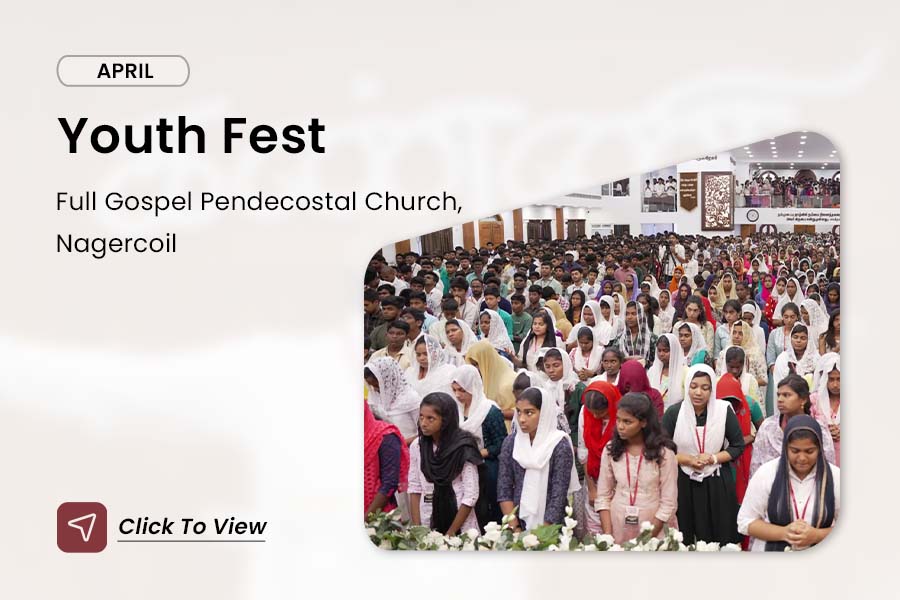 APRIL
Youth Fest
Full Gospel Pendecostal Church,
Nagercoil
Click To View